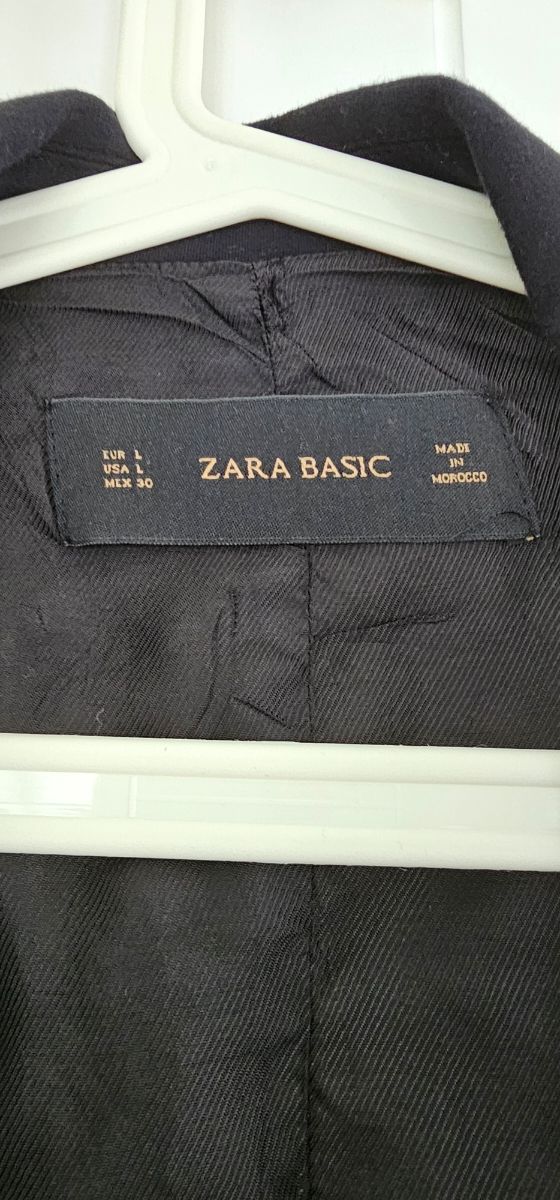 EUR L
USA L
MEX 30
ZARA BASIC
MADE
IN
MOROCCO